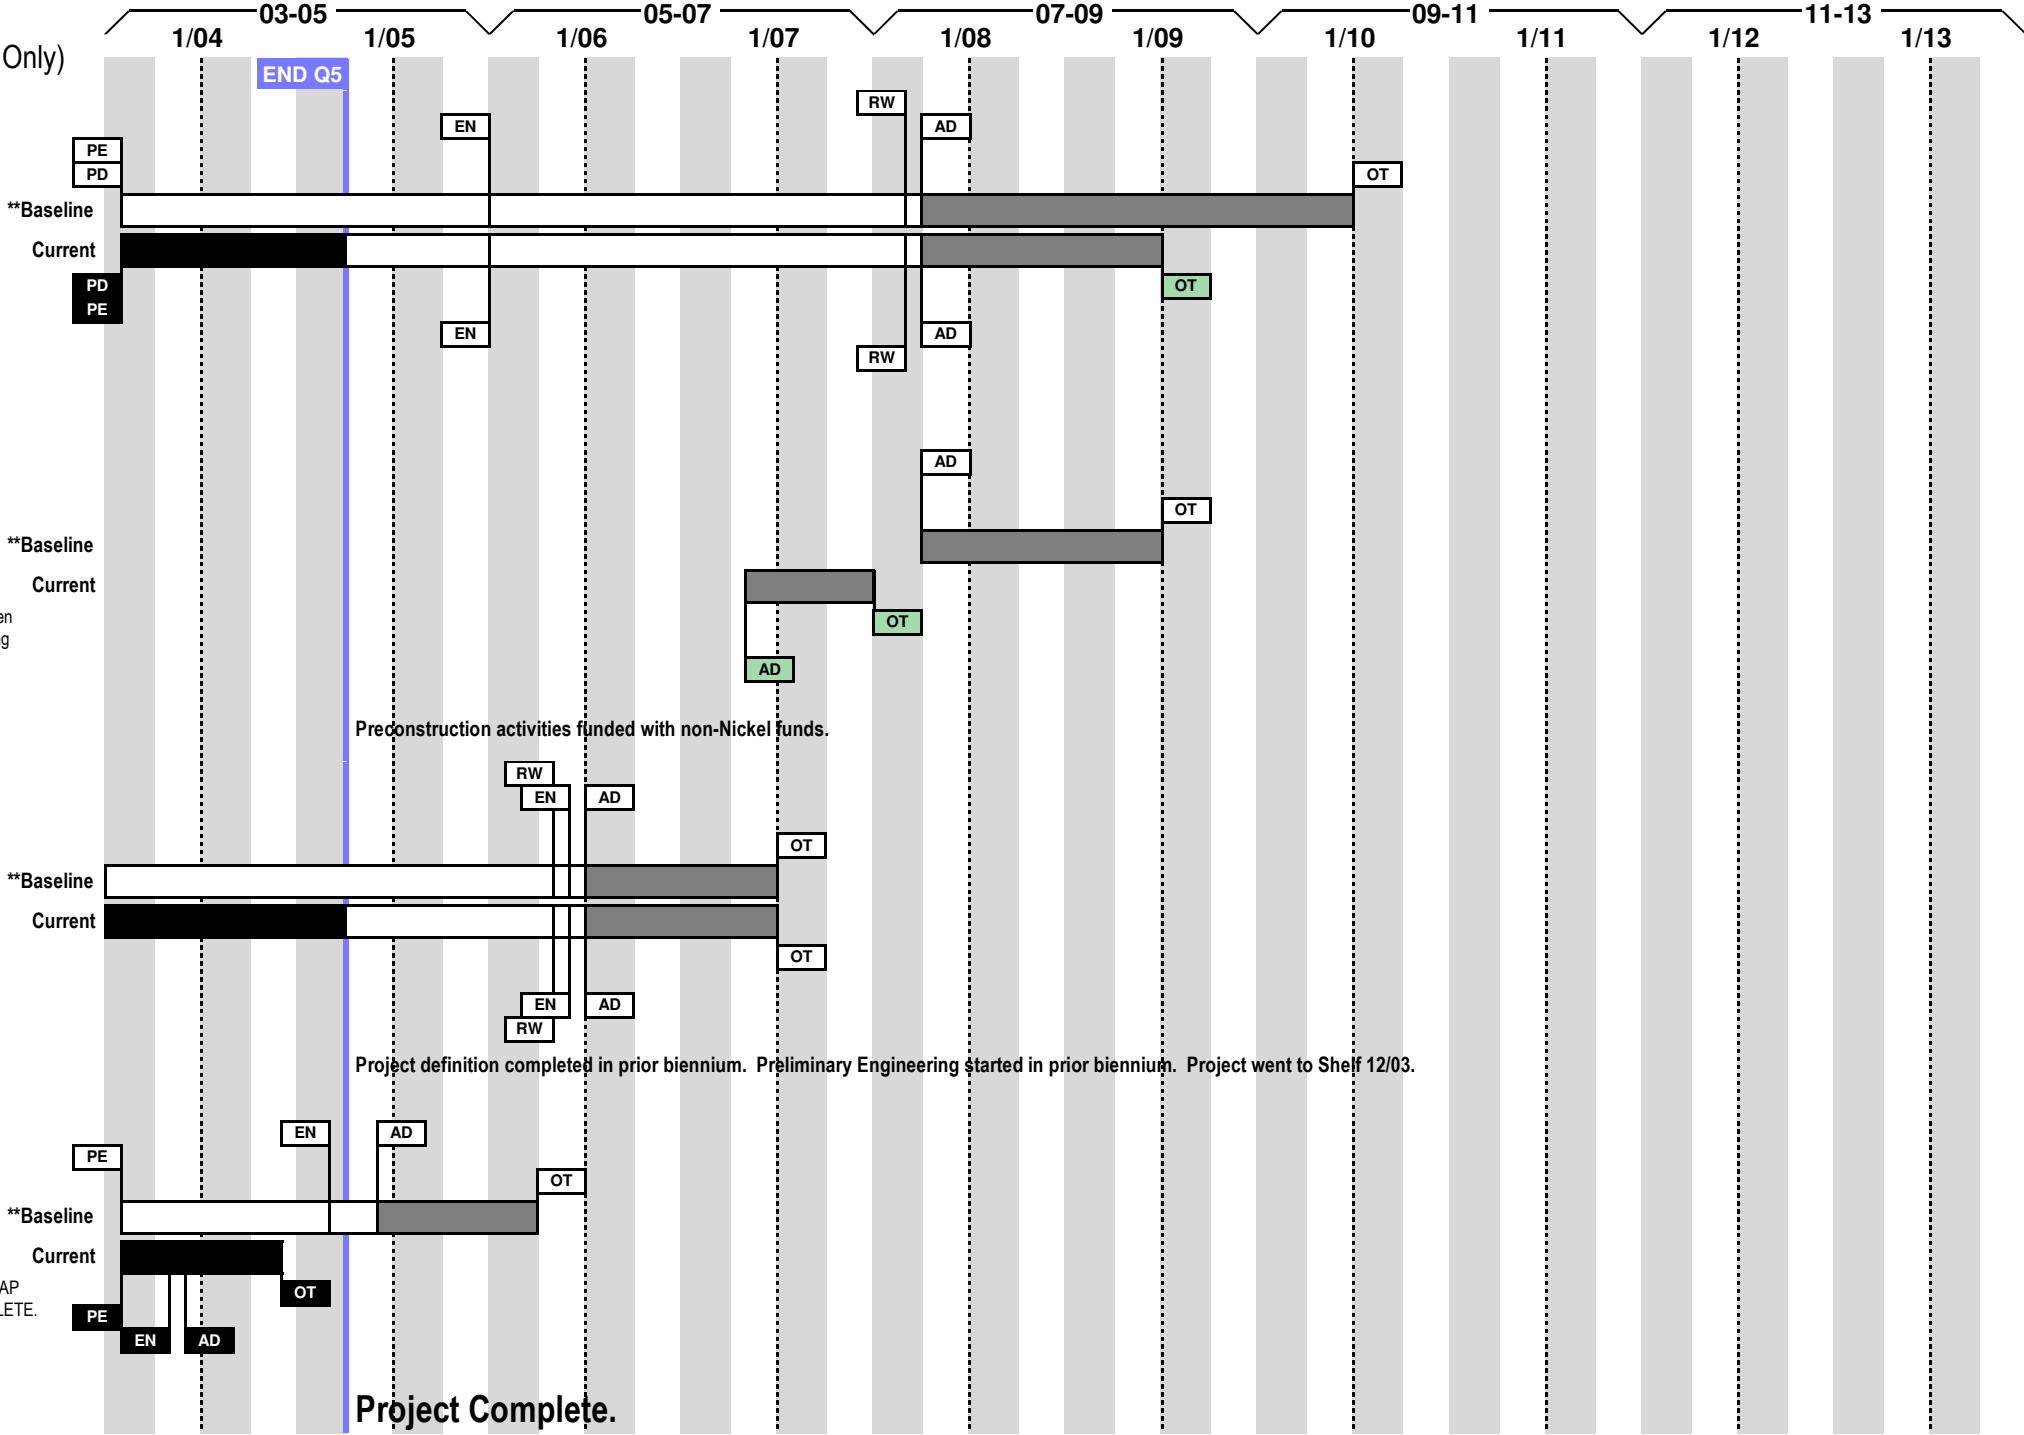 03-05 05-07 07-09 09-11 11-13
1/04 1/05 1/06 1/07 1/08 1/09 1/10 1/11 1/12 1/13
Only)
END Q5
RW
EN AD
PE
PD OT
**Baseline
Current
PD OT
PE
EN AD
RW
AD
OT
**Baseline
Current
en
OT
ng
AD
Preconstruction activities funded with non-Nickel funds.
RW
EN AD
OT
**Baseline
Current
OT
EN AD
RW
Project definition completed in prior biennium. Preliminary Engineering started in prior biennium. Project went to Shelf 12/03.
EN AD
PE
OT
**Baseline
Current
AP
OT
LETE.
PE
EN AD
Project Complete.